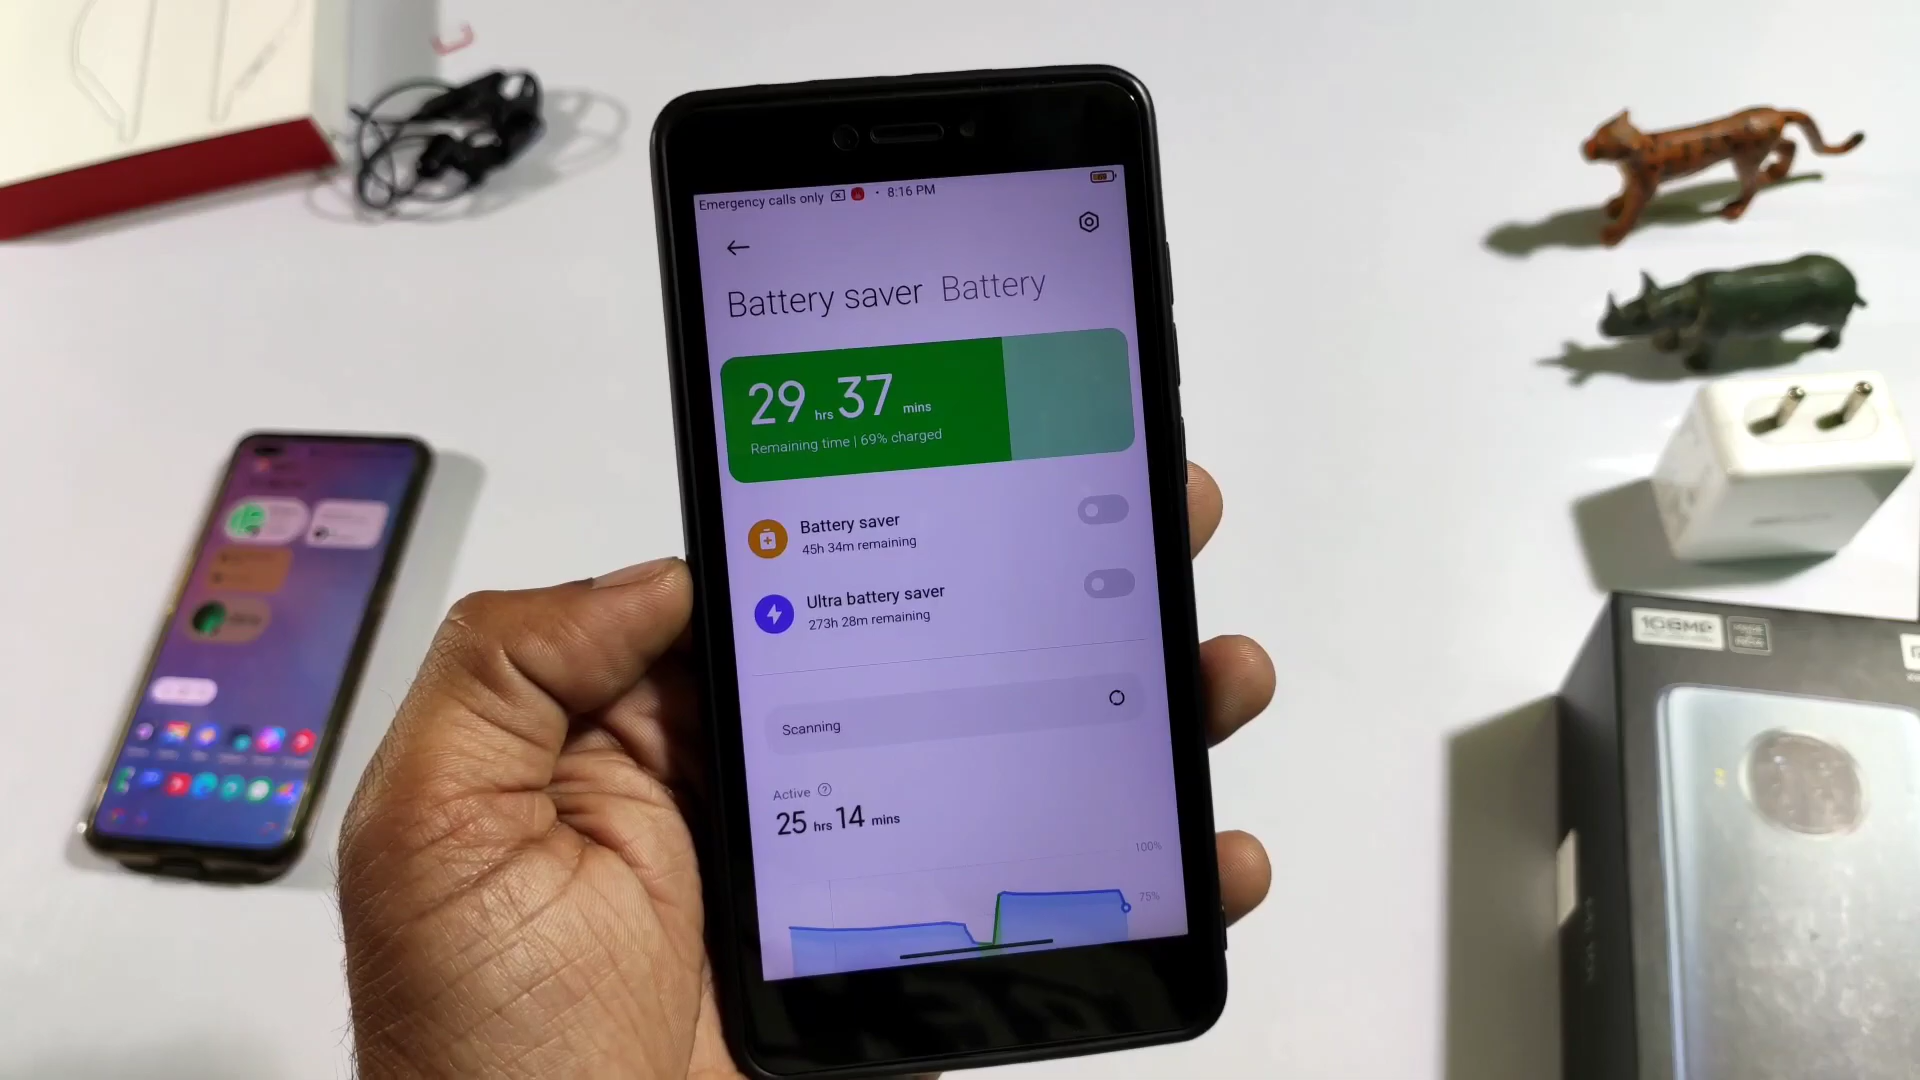 Emergency calls only
8:16 PM
Battery saver Battery
29 hrs 37 mins
Remaining time | 69% charged
Battery saver
45h 34m remaining
Ultra battery saver
273h 28m remaining
Scanning
Active
25 hrs 14 mins
100%
75%
108MP